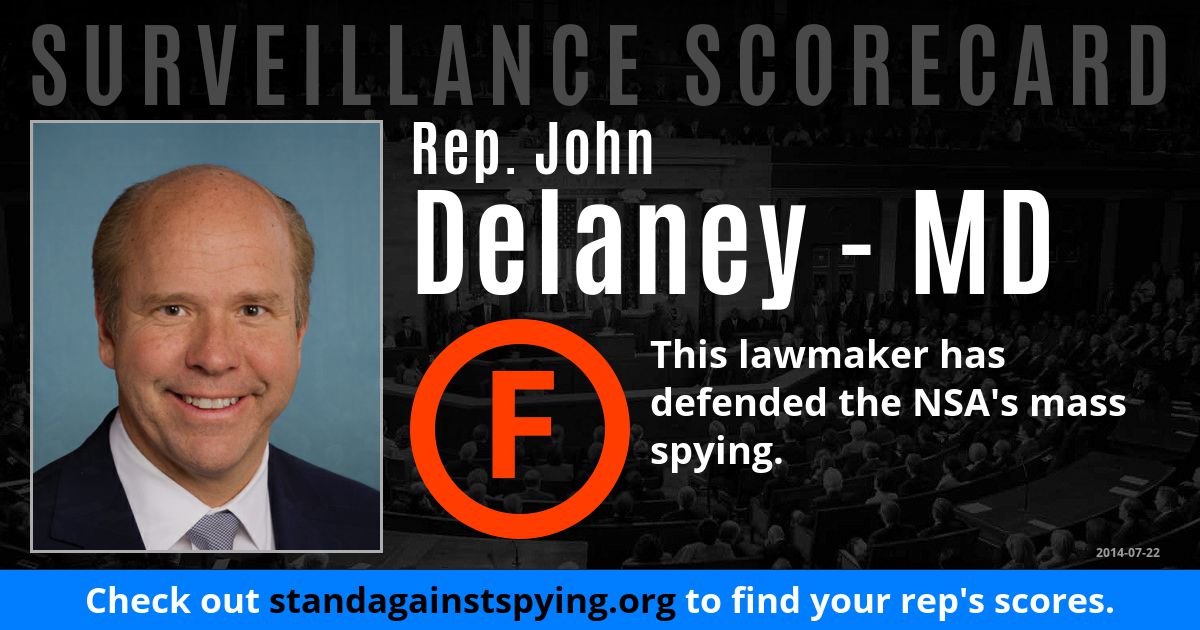 SURVEILLANCE SCORECARD
Rep. John
Delaney - MD
F
This lawmaker has
defended the NSA's mass
spying.
2014-07-22
Check out standagainstspying.org to find your rep's scores.